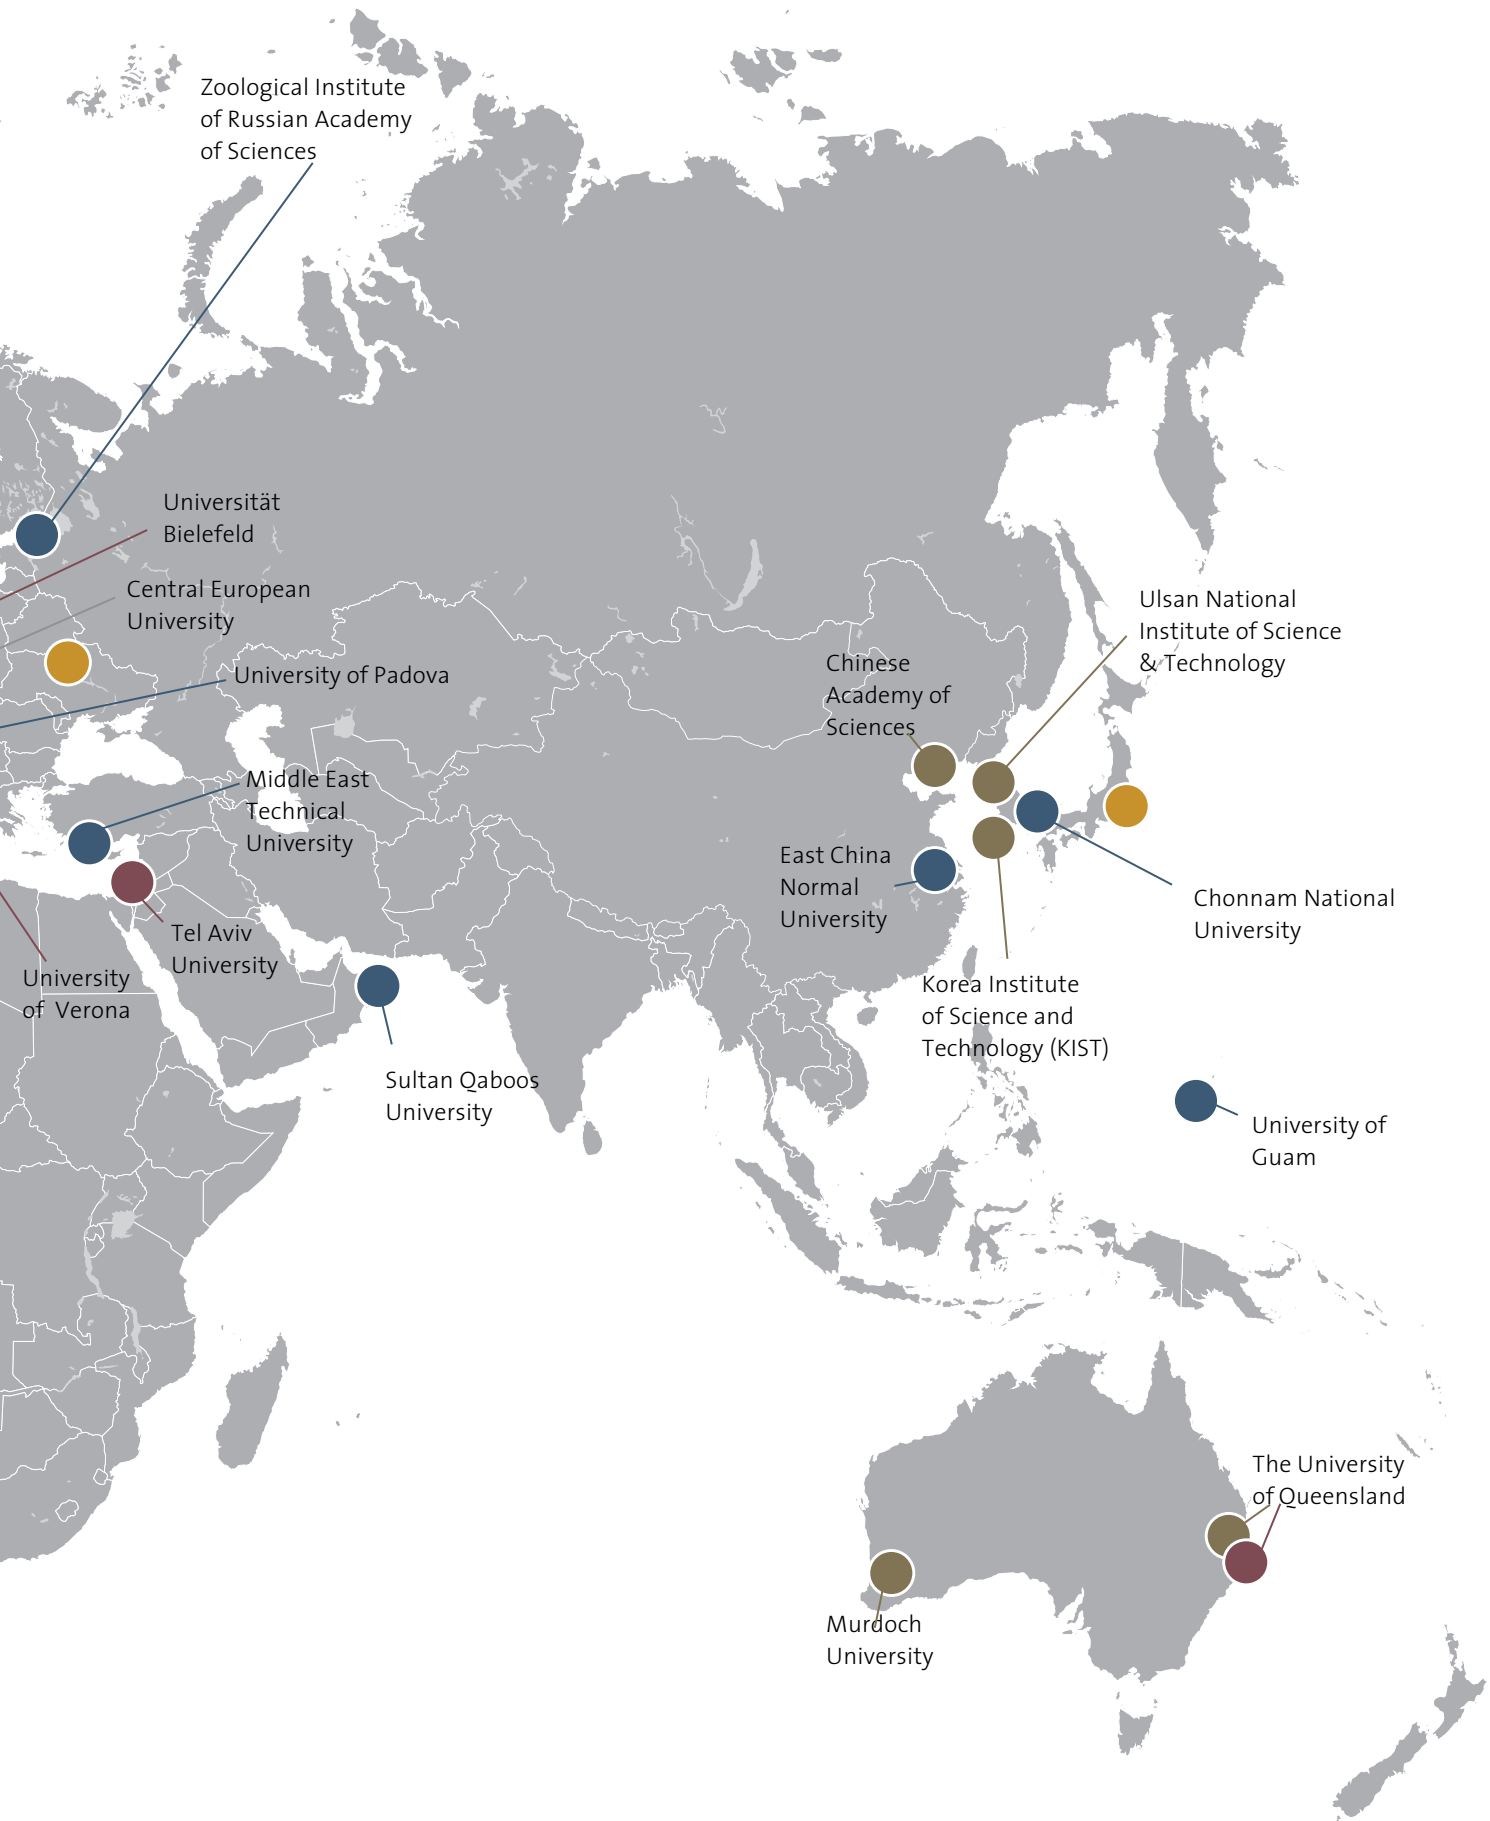 Zoological Institute
of Russian Academy
of Sciences
Universität
Bielefeld
Central European
University
Ulsan National
Institute of Science
& Technology
Chinese
Academy of
Sciences
University of Padova
Middle East
Technical
University
East China
Normal
University
Chonnam National
University
Tel Aviv
University
University
of  Verona
Korea Institute
of Science and
Technology (KIST)
Sultan Qaboos
University
University of
Guam
The University
of Queensland
Murdoch
University